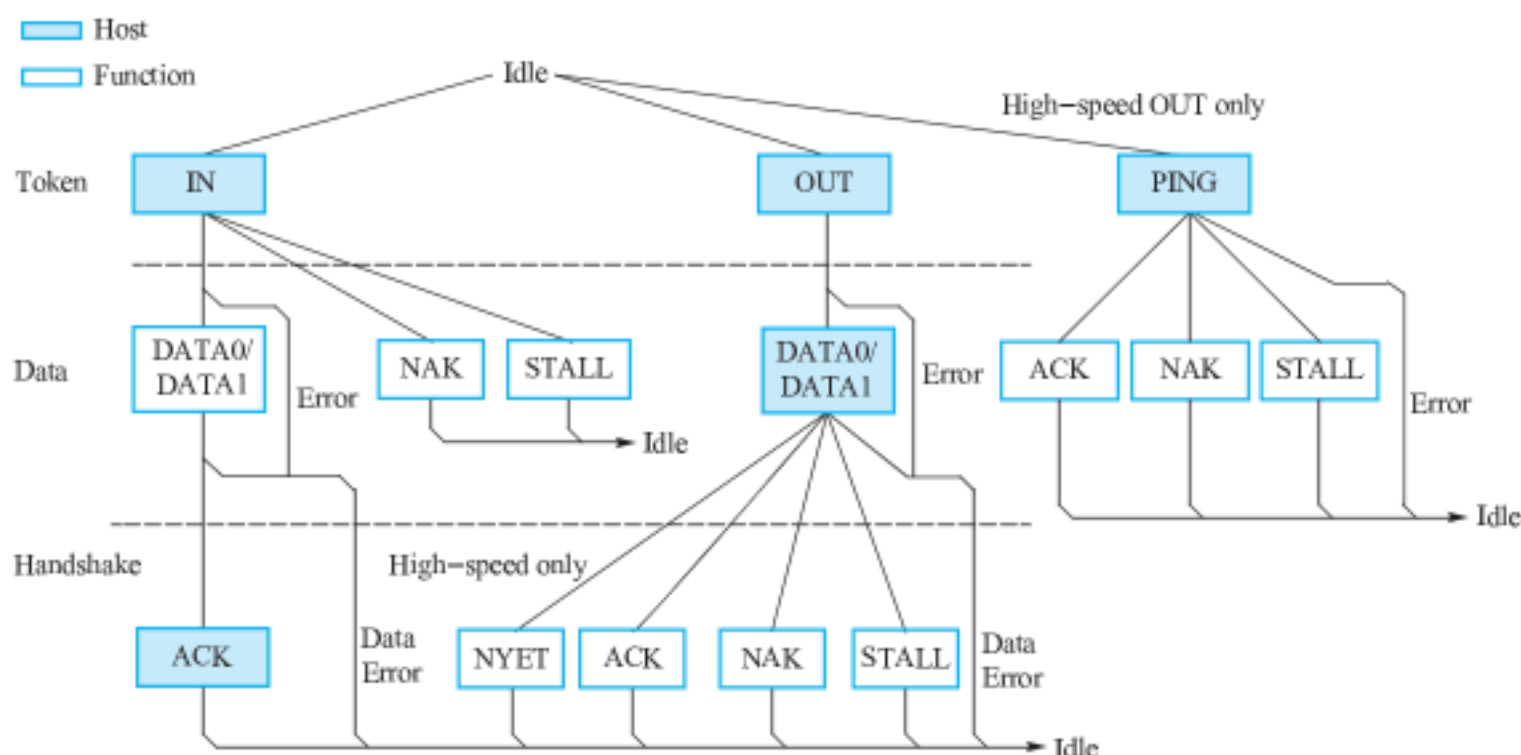 Host
Function
Idle
High-speed OUT only
Token
IN
OUT
PING
Data
DATA0/
DATA1
Error
NAK
STALL
Idle
DATA0/
DATA1
Error
ACK
NAK
STALL
Error
Idle
Handshake
High-speed only
ACK
Data
Error
NYET
ACK
NAK
STALL
Data
Error
Idle